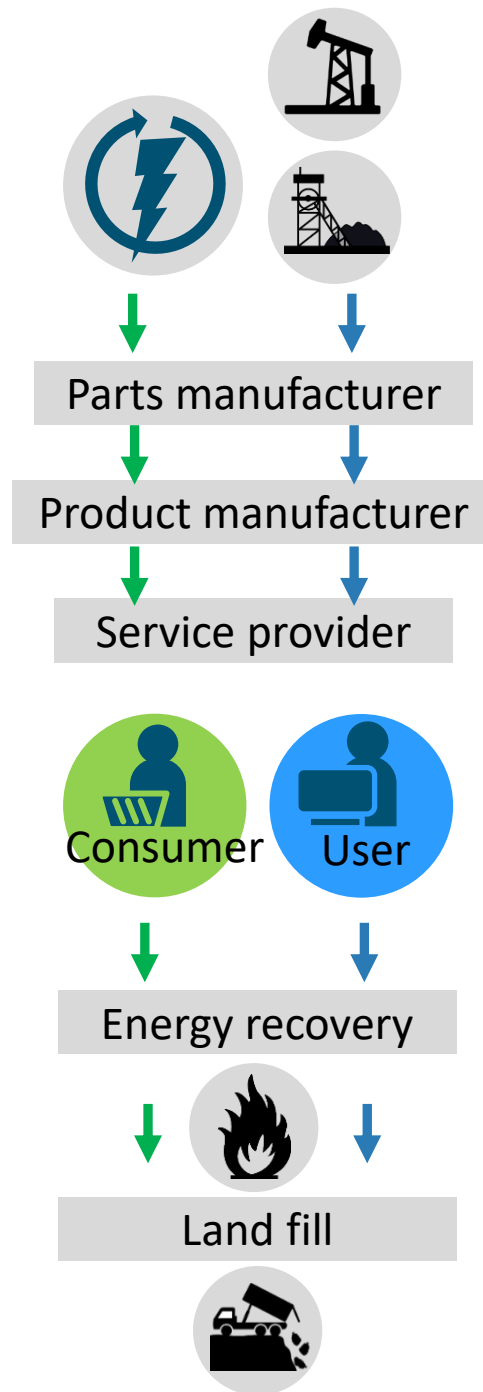 Parts manufacturer
Product manufacturer
Service provider
Consumer
User
Energy recovery
Land fill